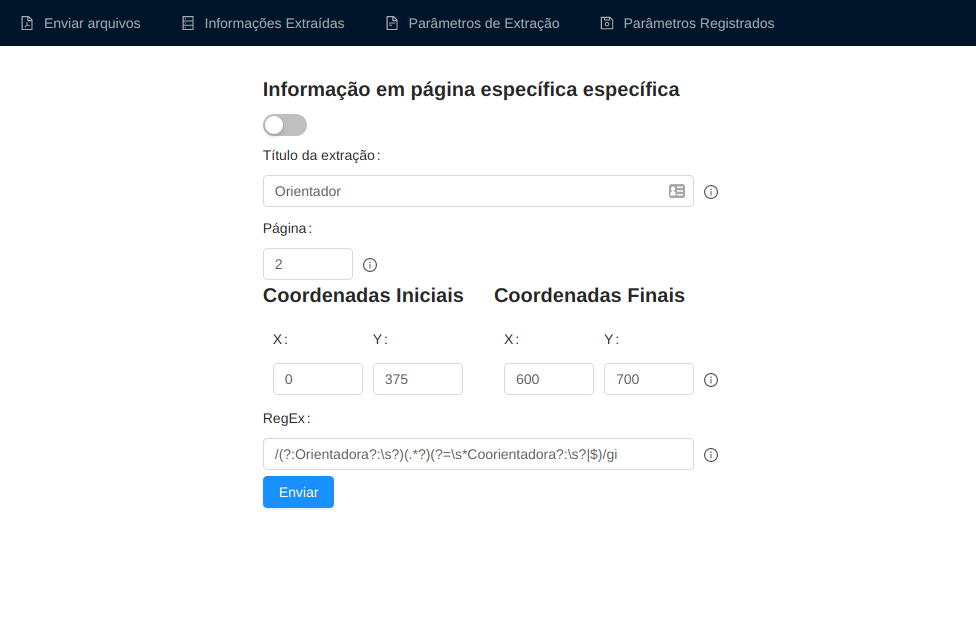 Enviar arquivos Informações Extraídas Parâmetros de Extração Parâmetros Registrados
Informação em página específica específica
Título da extração:
Orientador
Página:
2
Coordenadas Iniciais Coordenadas Finais
X: Y: X: Y:
0 375 600 700
RegEx:
/(?:Orientadora?:\s?)(.*?)(?=\s*Coorientadora?:\s?|$)/gi
Enviar